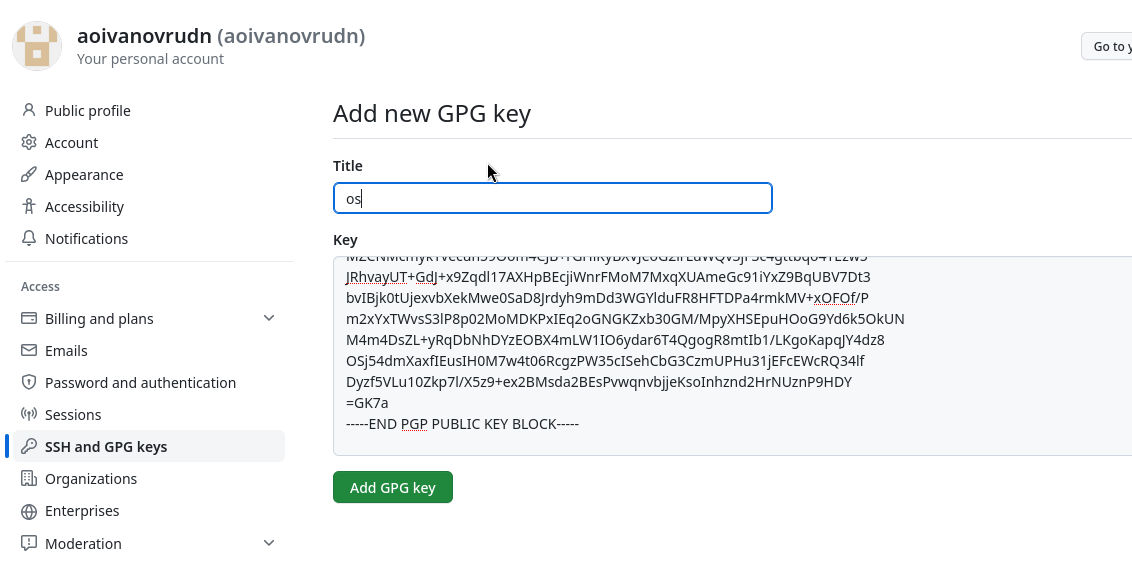 aoivanovrudn (aoivanovrudn)
Your personal account
Go to y
Public profile
Account
Appearance
Accessibility
Notifications
Access
Billing and plans
Emails
Password and authentication
Sessions
SSH and GPG keys
Organizations
Enterprises
Moderation
Add new GPG key
Title
os
Key
JRhvayUT+GdJ+x9Zqdl17AXHpBEcjiWnrFMoM7MxqXUAmeGc91iYxZ9BqUBV7Dt3
bvIBjk0tUjexvbXekMwe0SaD8Jrdyh9mDd3WGYlduFR8HFTDPa4rmkMV+xOFOf/P
m2xYxTWvsS3lP8p02MoMDKPxIEq2oGNGKZxb30GM/MpyXHSEpuHOoG9Yd6k5OkUN
M4m4DsZL+yRqDbNhDYzEOBX4mLW1IO6ydar6T4QgogR8mtIb1/LKgoKapqJY4dz8
OSj54dmXaxfIEusIH0M7w4t06RcgzPW35cISehCbG3CzmUPHu31jEFcEWcRQ34lf
Dyzf5VLu10Zkp7l/X5z9+ex2BMsda2BEsPvwqnvbjjeKsoInhznd2HrNUznP9HDY
=GK7a
-----END PGP PUBLIC KEY BLOCK-----
Add GPG key